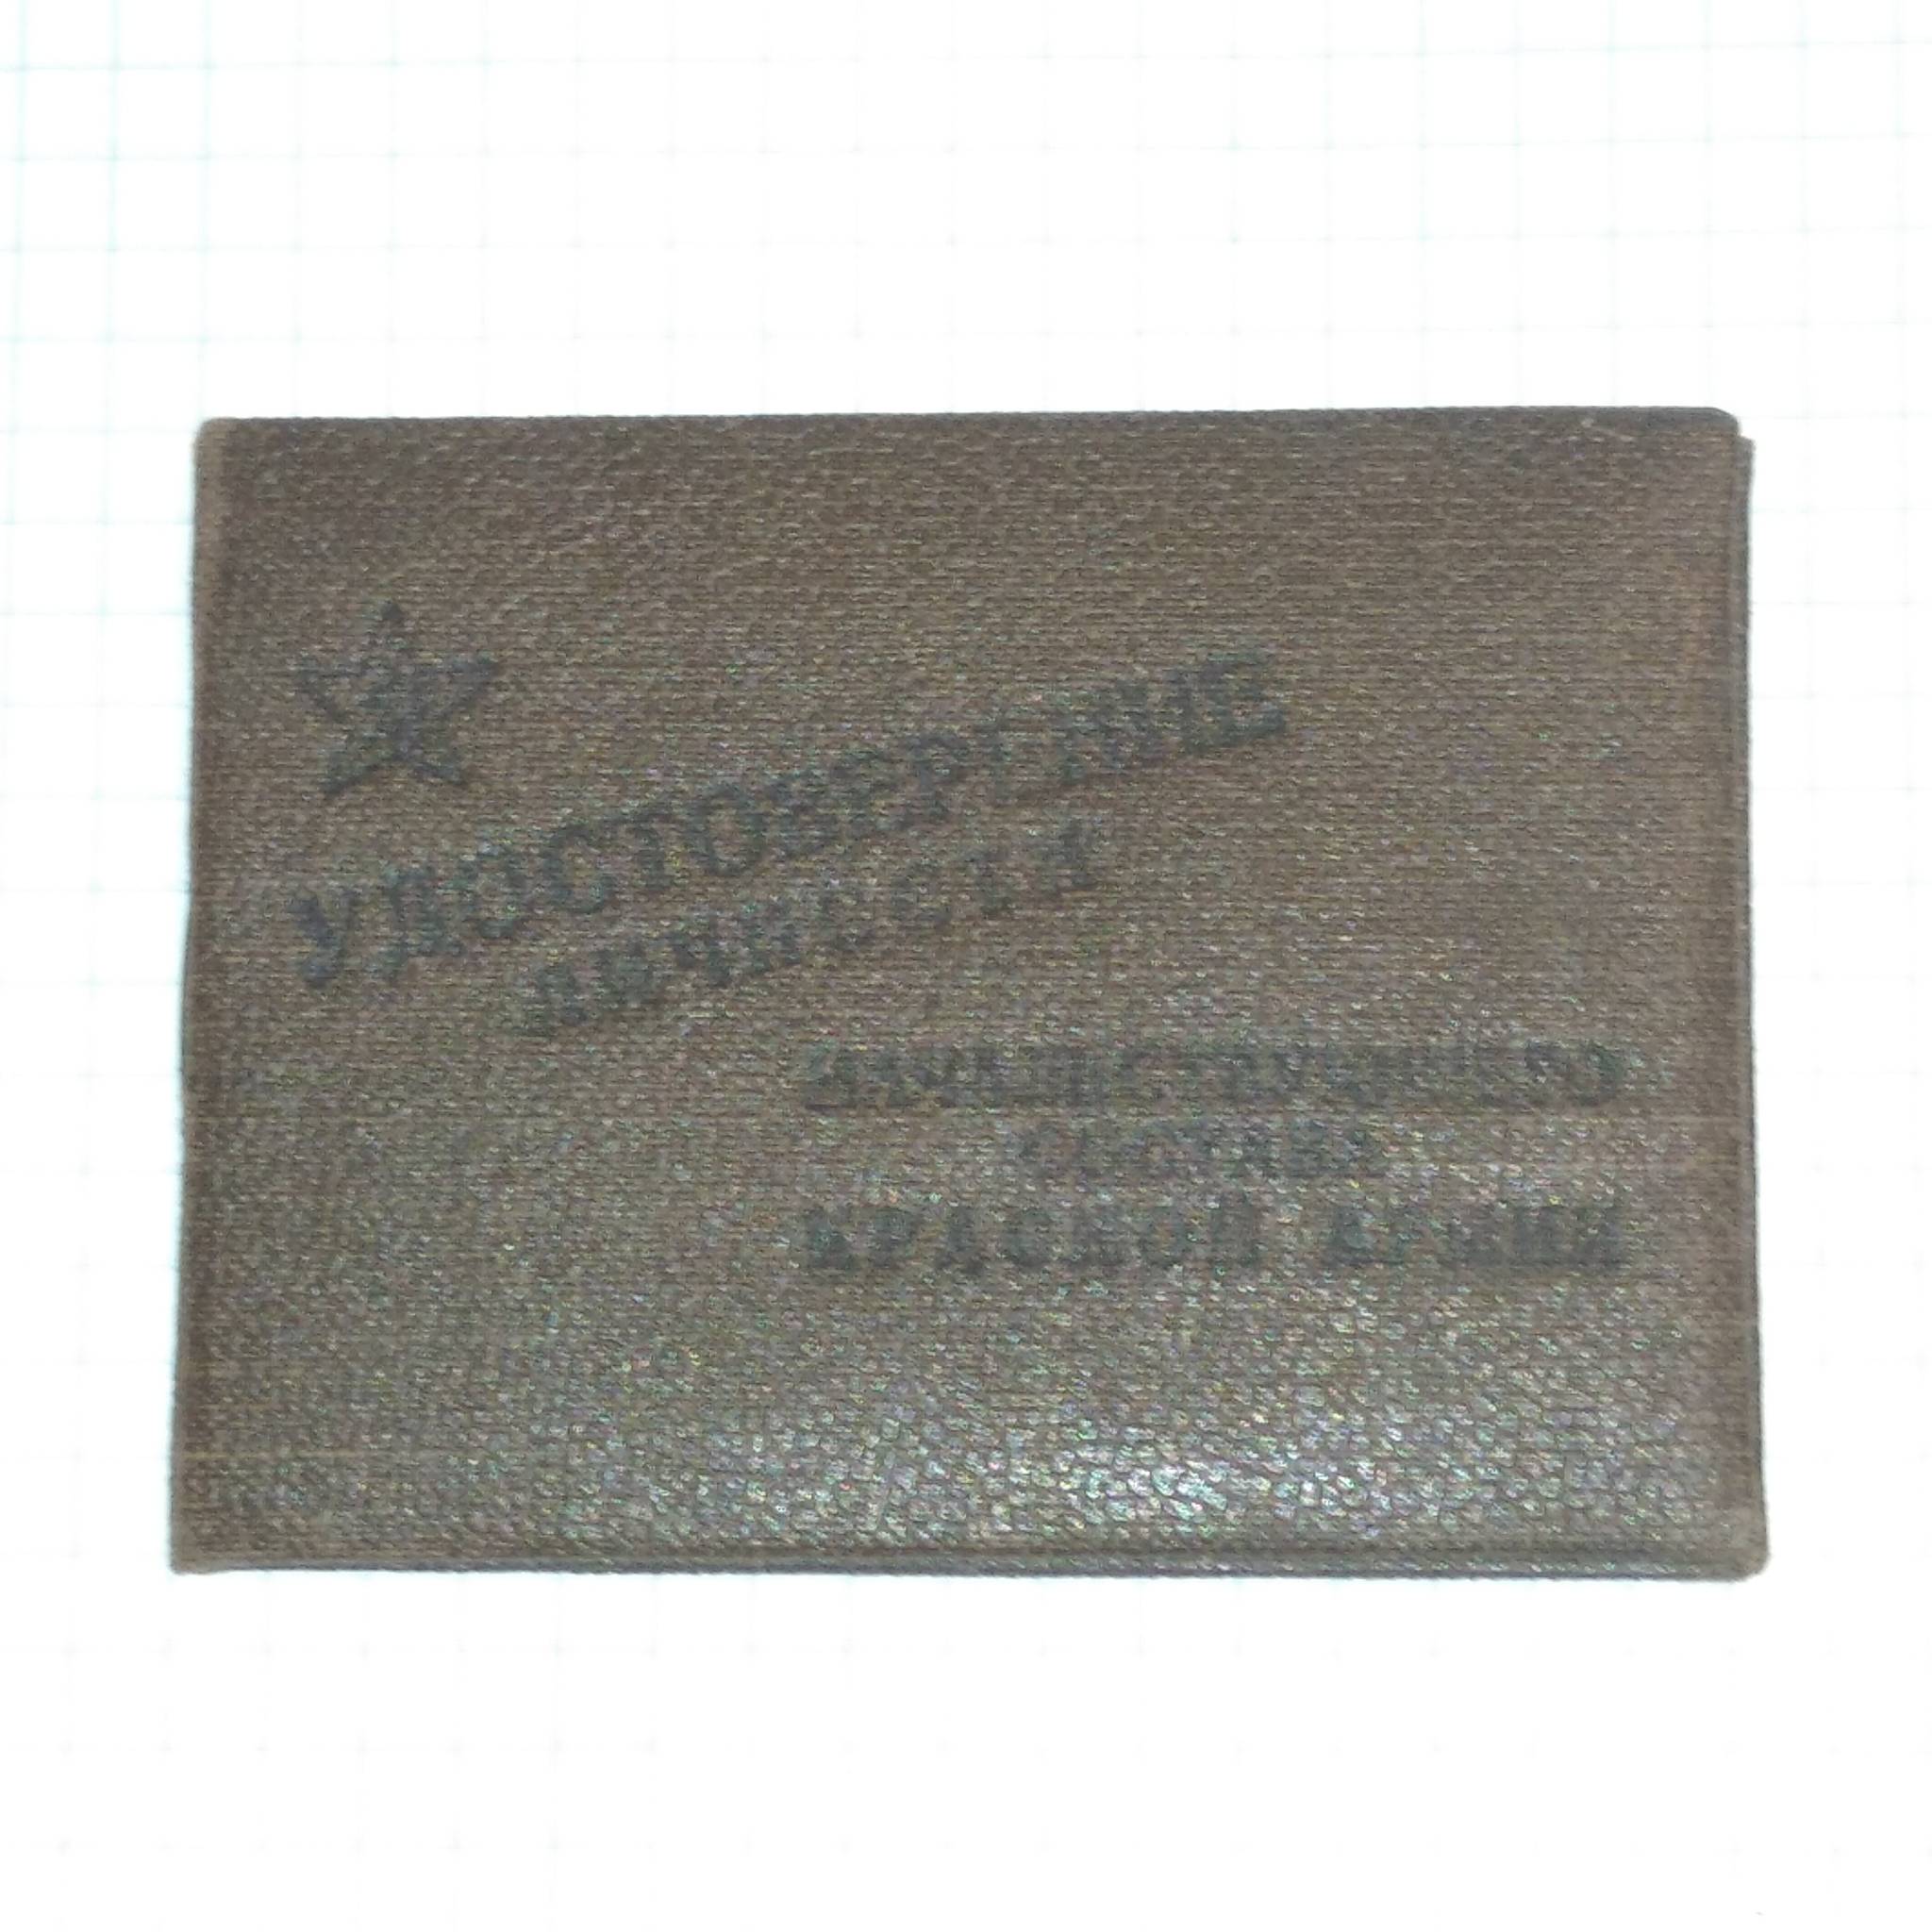 УДОСТОВЕРЕНИЕ
ЛИЧНОСТИ
НАЧАЛЬСТВУЮЩЕГО
СОСТАВА
КРАСНОЙ АРМИИ